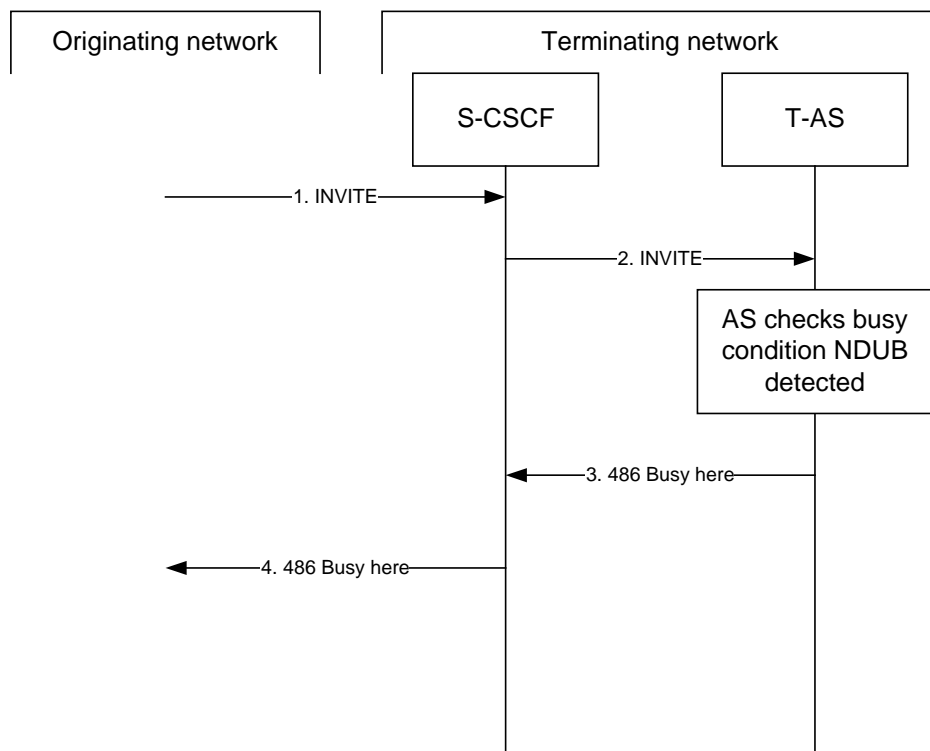 Originating network
Terminating network
S-CSCF
T-AS
1. INVITE
2. INVITE
AS checks busy
condition NDUB
detected
3. 486 Busy here
4. 486 Busy here